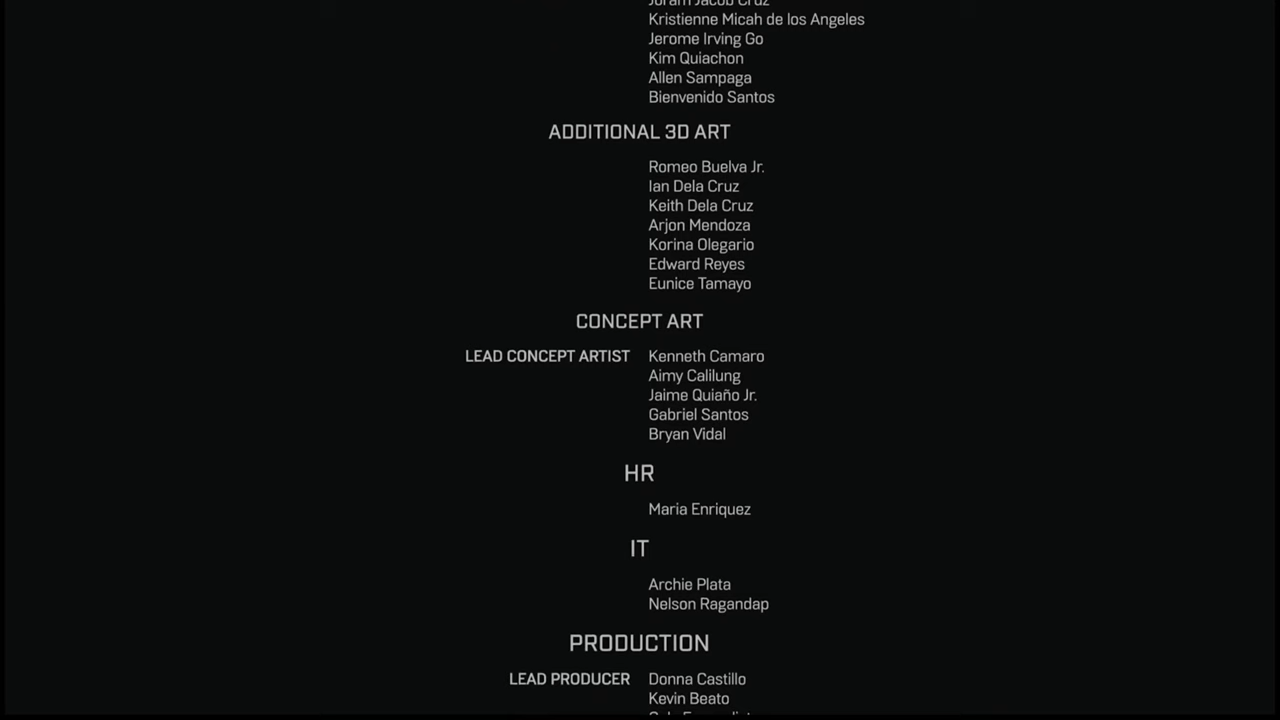 Joram Jacob Cruz
Kristienne Micah de los Angeles
Jerome Irving Go
Kim Quiachon
Allen Sampaga
Bienvenido Santos
ADDITIONAL 3D ART
Romeo Buelva Jr.
Ian Dela Cruz
Keith Dela Cruz
Arjon Mendoza
Korina Olegario
Edward Reyes
Eunice Tamayo
CONCEPT ART
LEAD CONCEPT ARTIST Kenneth Camaro
Aimy Calilung
Jaime Quiaño Jr.
Gabriel Santos
Bryan Vidal
HR
Maria Enriquez
IT
Archie Plata
Nelson Ragandap
PRODUCTION
LEAD PRODUCER Donna Castillo
Kevin Beato